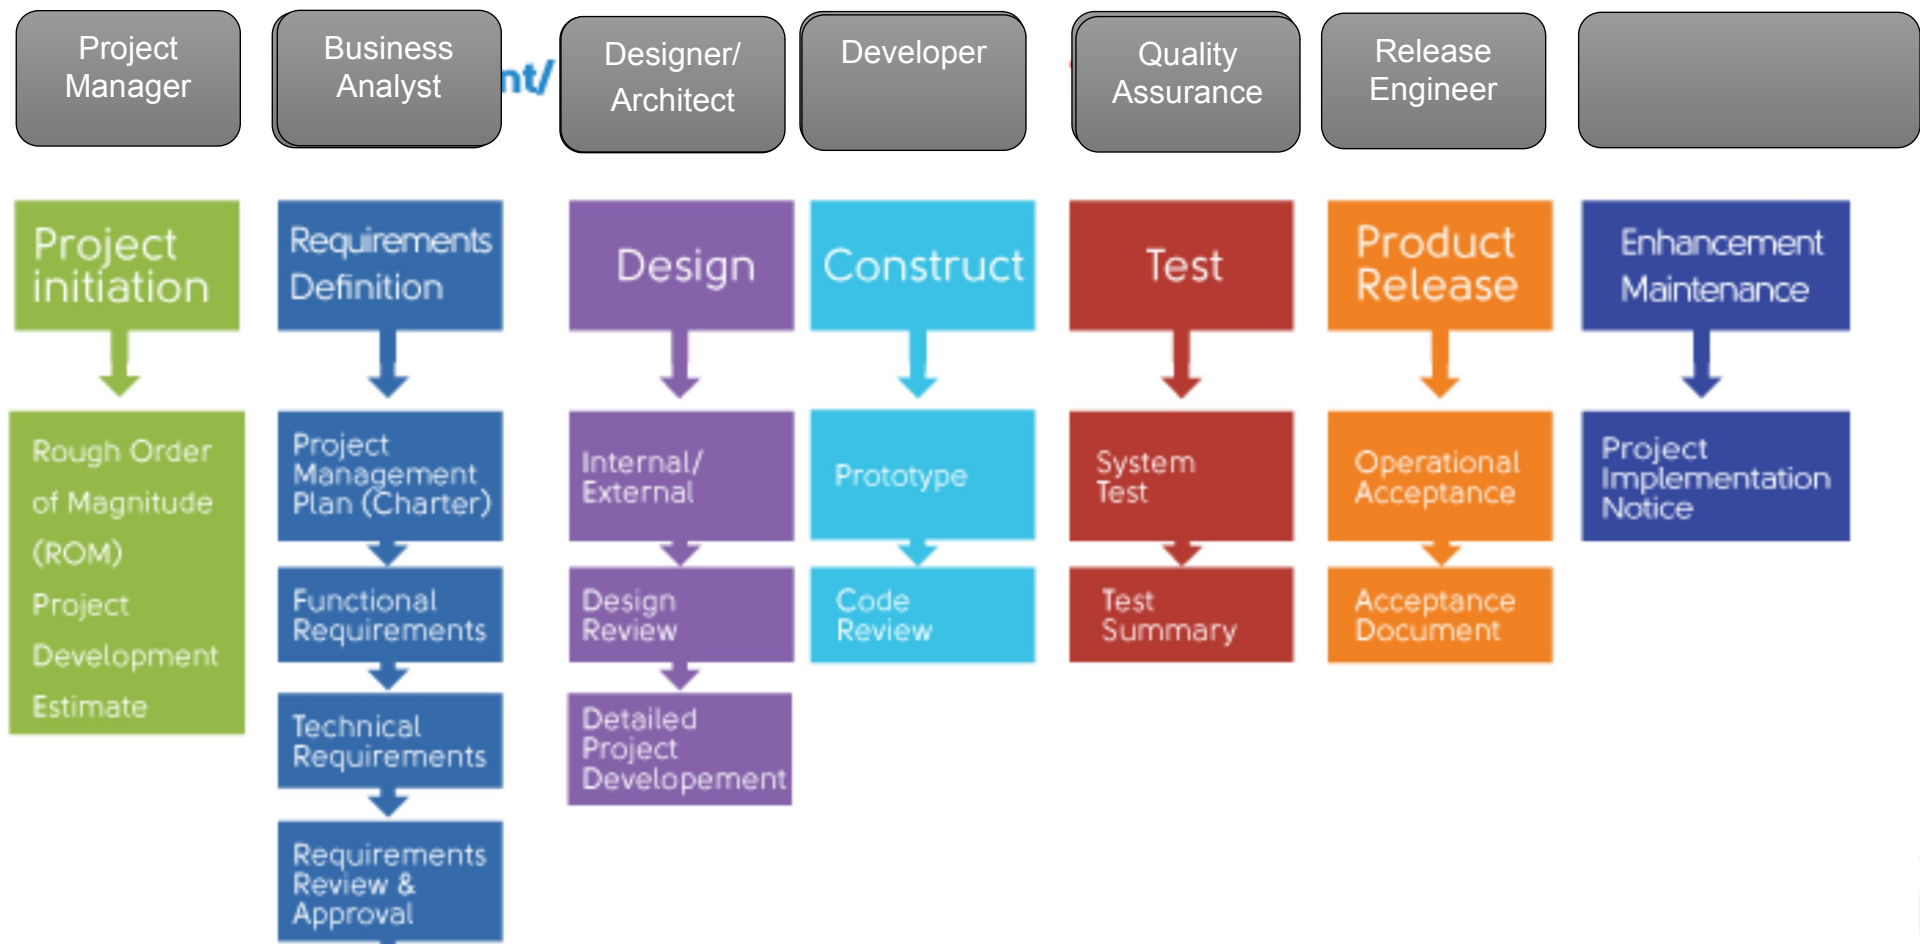 Project
Manager
Business
Analyst
nt/
Designer/
Architect
Developer
Quality
Assurance
Release
Engineer
Project
initiation
Requirements
Definition
Design
Construct
Test
Product
Release
Enhancement
Maintenance
Rough Order
of Magnitude
(ROM)
Project
Development
Estimate
Project
Management
Plan (Charter)
Functional
Requirements
Technical
Requirements
Requirements
Review &
Approval
Internal/
External
Design
Review
Detailed
Project
Developement
Prototype
Code
Review
System
Test
Test
Summary
Operational
Acceptance
Acceptance
Document
Project
Implementation
Notice